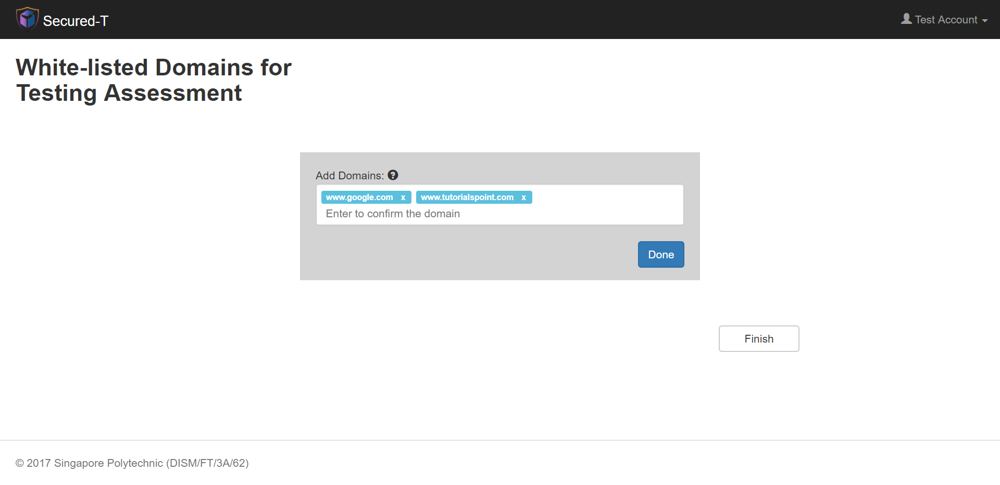 Secured-T
Test Account
White-listed Domains for
Testing Assessment
Add Domains: ?
www.google.com x www.tutorialspoint.com x
Enter to confirm the domain
Done
Finish
© 2017 Singapore Polytechnic (DISM/FT/3A/62)